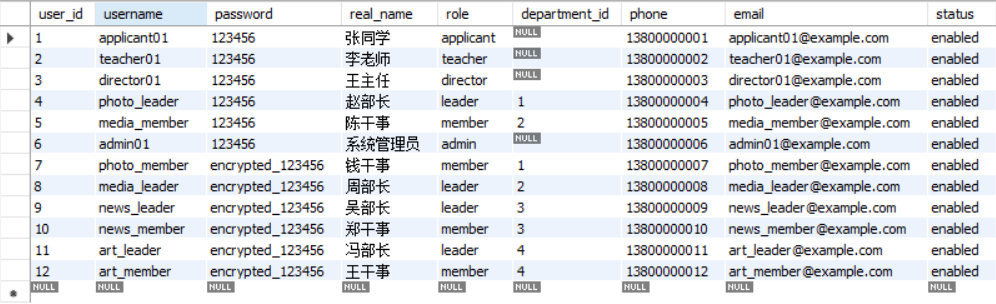 user_id username password real_name role department_id phone email status
1 applicant01 123456 张同学 applicant NULL 13800000001 applicant01@example.com enabled
2 teacher01 123456 李老师 teacher NULL 13800000002 teacher01@example.com enabled
3 director01 123456 王主任 director NULL 13800000003 director01@example.com enabled
4 photo_leader 123456 赵部长 leader 1 13800000004 photo_leader@example.com enabled
5 media_member 123456 陈干事 member 2 13800000005 media_member@example.com enabled
6 admin01 123456 系统管理员 admin NULL 13800000006 admin01@example.com enabled
7 photo_member encrypted_123456 钱干事 member 1 13800000007 photo_member@example.com enabled
8 media_leader encrypted_123456 周部长 leader 2 13800000008 media_leader@example.com enabled
9 news_leader encrypted_123456 吴部长 leader 3 13800000009 news_leader@example.com enabled
10 news_member encrypted_123456 郑干事 member 3 13800000010 news_member@example.com enabled
11 art_leader encrypted_123456 冯部长 leader 4 13800000011 art_leader@example.com enabled
12 art_member encrypted_123456 王干事 member 4 13800000012 art_member@example.com enabled
NULL NULL NULL NULL NULL NULL NULL NULL NULL